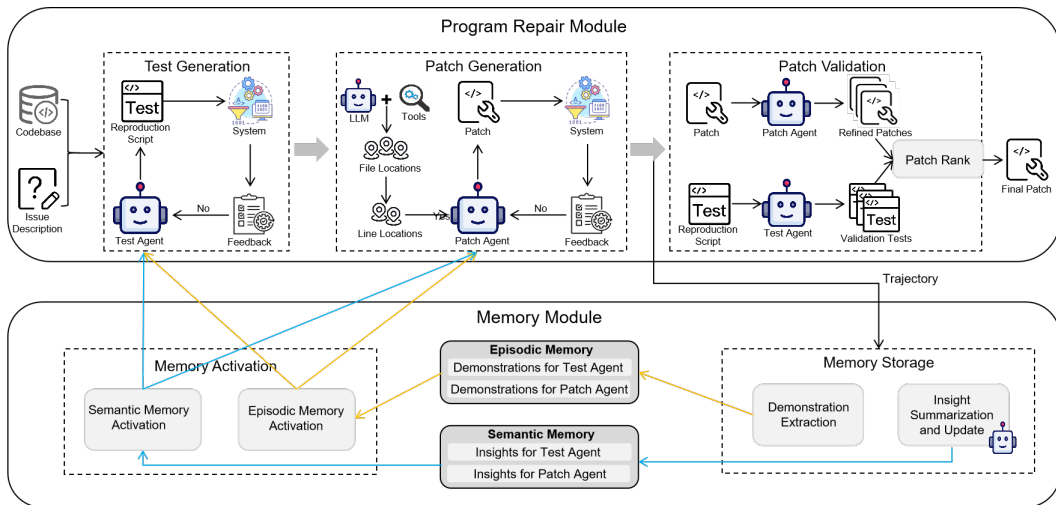 Program Repair Module
Test Generation
Codebase
Issue
Description
</>
Test
Reproduction
Script
1001
System
No
Test Agent
Feedback
Patch Generation
LLM
+
Tools
File Locations
Line Locations
Yes
</>
Patch
1001
System
No
Patch Agent
Feedback
Patch Validation
</>
Patch
Patch Agent
</>
Refined Patches
</>
Test
Reproduction
Script
Test Agent
</>
Test
Validation Tests
Patch Rank
</>
Final Patch
Trajectory
Memory Module
Memory Activation
Semantic Memory
Activation
Episodic Memory
Activation
Episodic Memory
Demonstrations for Test Agent
Demonstrations for Patch Agent
Semantic Memory
Insights for Test Agent
Insights for Patch Agent
Memory Storage
Demonstration
Extraction
Insight
Summarization
and Update